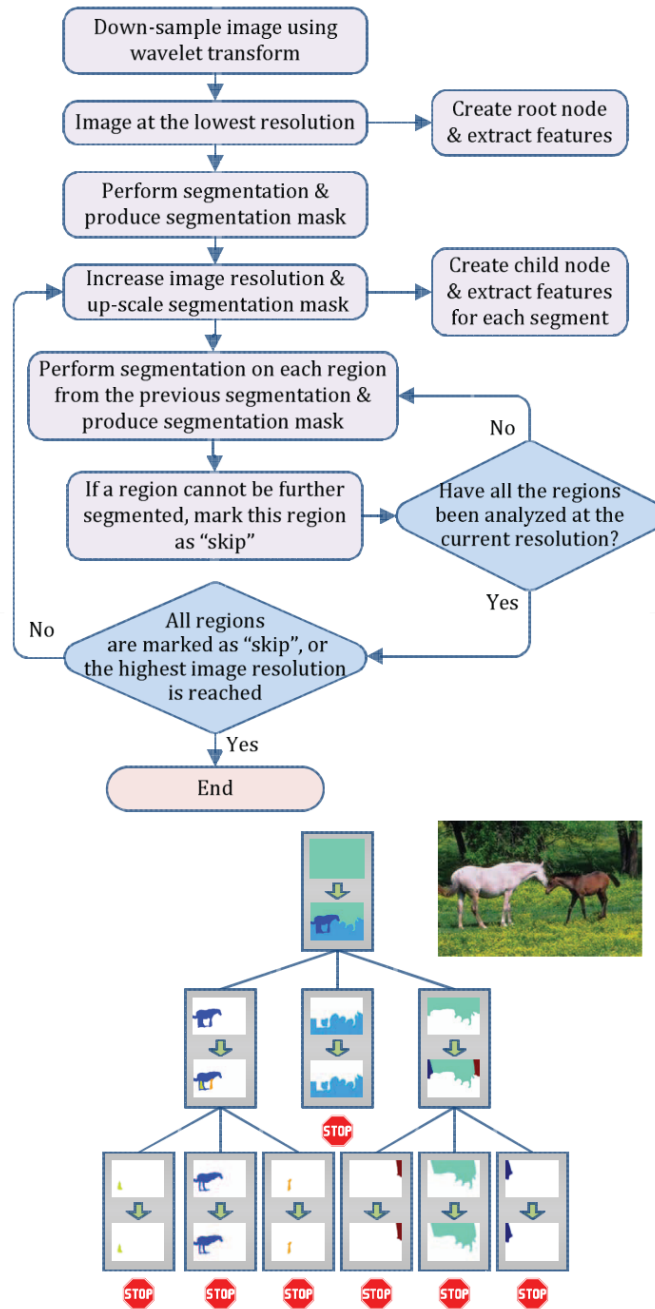 Down-sample image using
wavelet transform
Image at the lowest resolution
Create root node
& extract features
Perform segmentation &
produce segmentation mask
Increase image resolution &
up-scale segmentation mask
Create child node
& extract features
for each segment
Perform segmentation on each region
from the previous segmentation &
produce segmentation mask
No
If a region cannot be further
segmented, mark this region
as “skip”
Have all the regions
been analyzed at the
current resolution?
Yes
No
All regions
are marked as “skip”, or
the highest image resolution
is reached
Yes
End
STOP
STOP
STOP
STOP
STOP
STOP
STOP